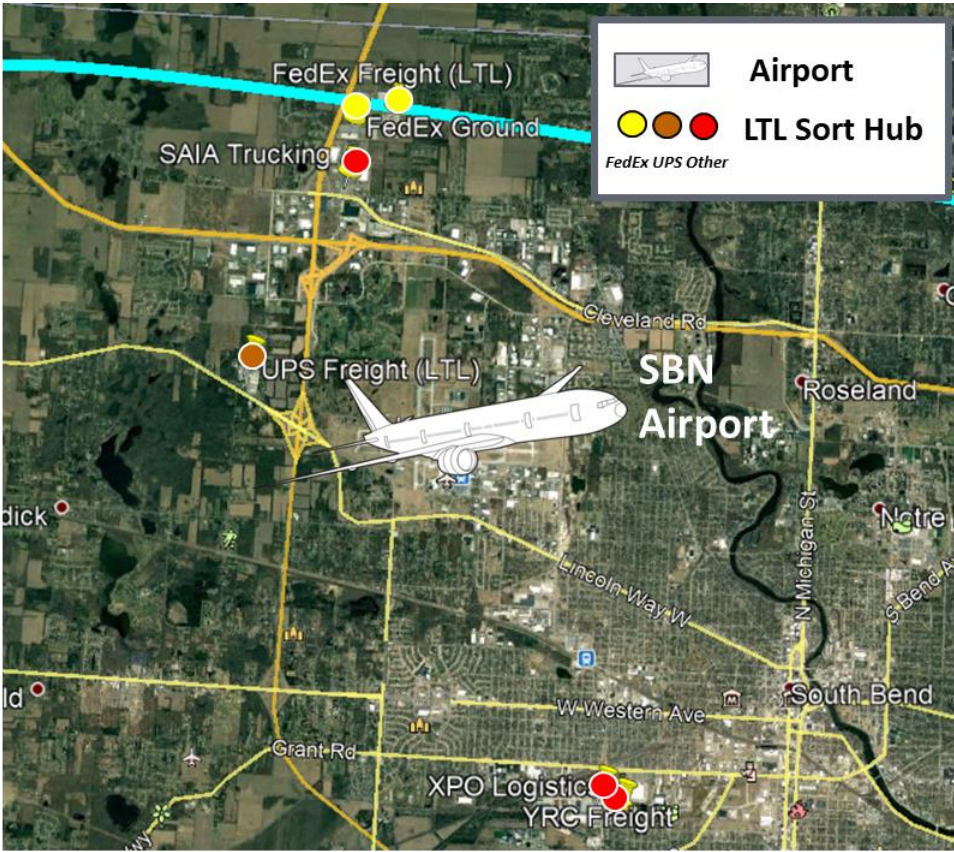 FedEx Freight (LTL)
FedEx Ground
SAIA Trucking
Airport
LTL Sort Hub
FedEx UPS Other
Cleveland Rd
UPS Freight (LTL)
SBN
Airport
Roseland
dick
Notre
N Michigan St
S Bend A
Lincoln Way W
ld
South Bend
W Western Ave
Grant Rd
XPO Logistic
YRC Freight
wy